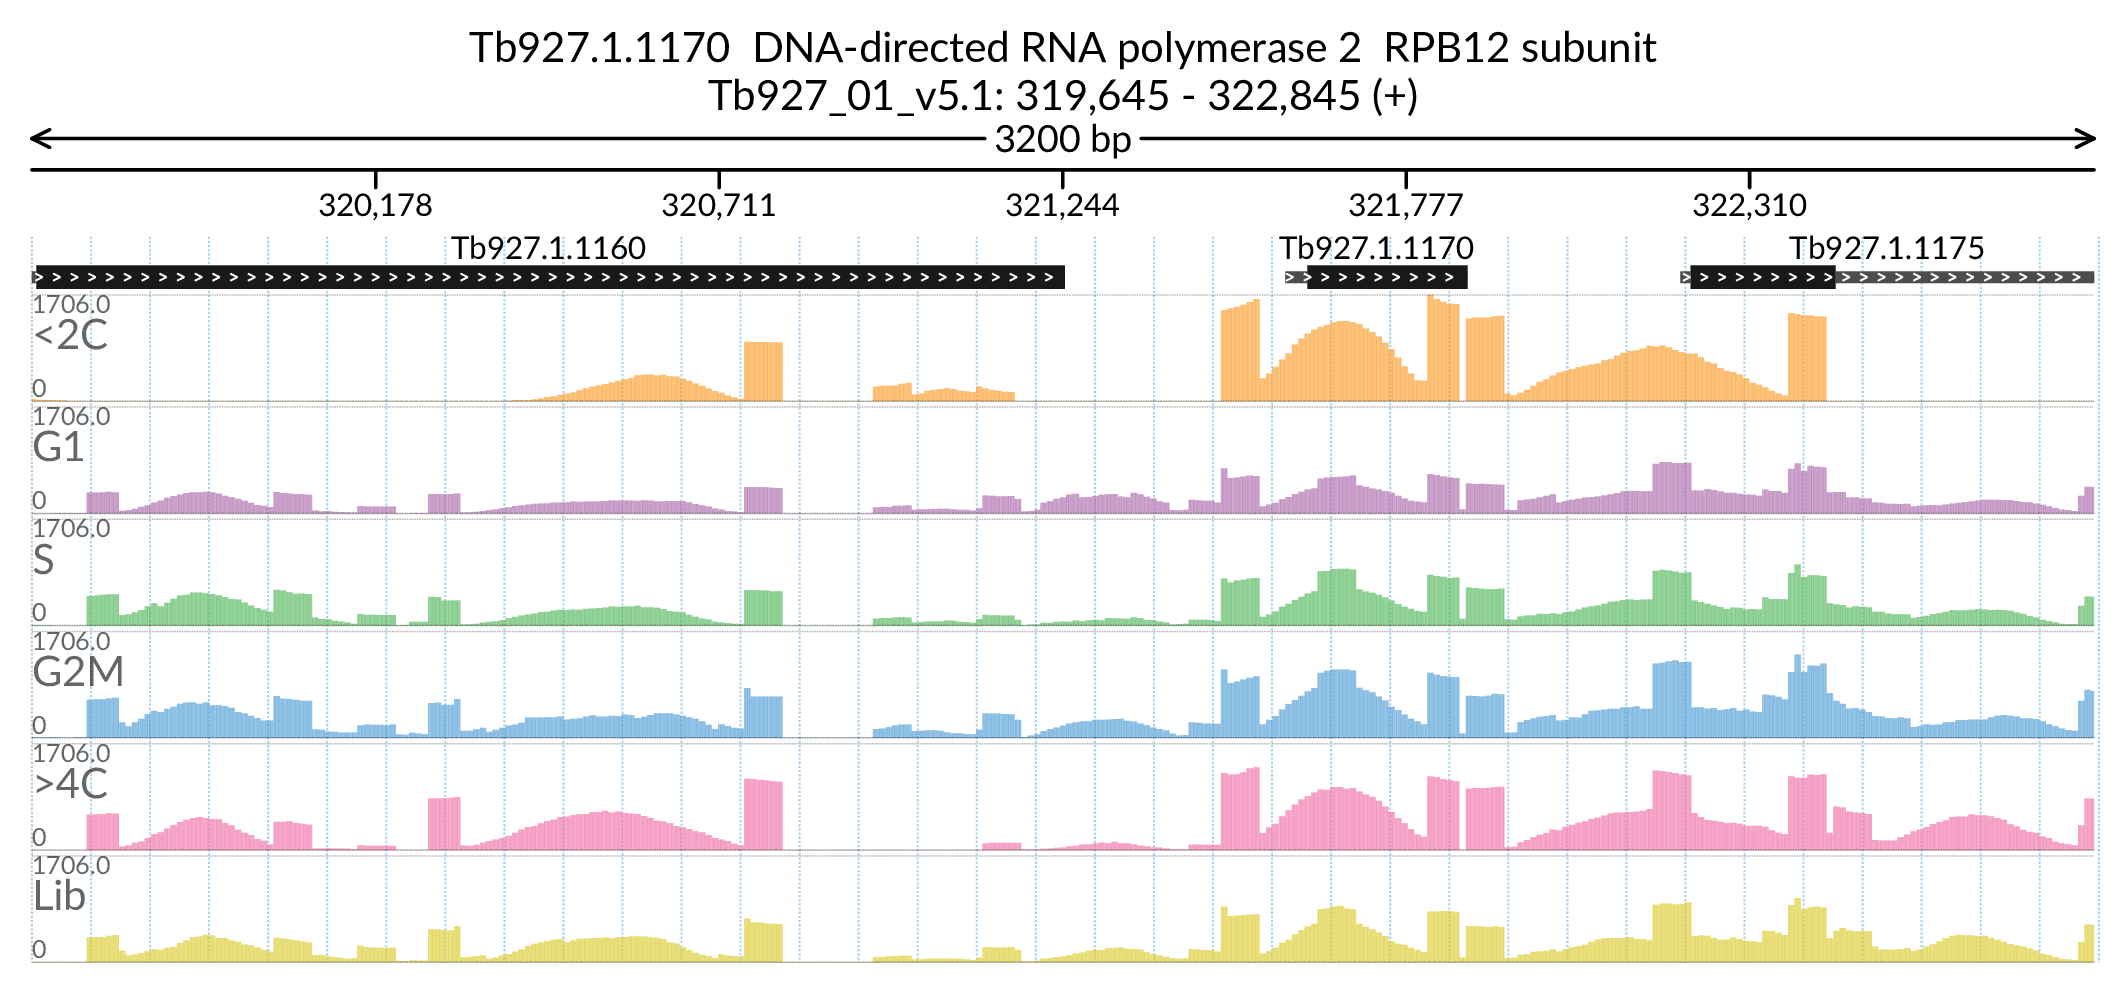 Tb927.1.1170  DNA-directed RNA polymerase 2  RPB12 subunit
Tb927_01_v5.1: 319,645 - 322,845 (+)
3200 bp
320,178 320,711 321,244 321,777 322,310
Tb927.1.1160 Tb927.1.1170 Tb927.1.1175
1706.0
<2C
0
1706.0
G1
0
1706.0
S
0
1706.0
G2M
0
1706.0
>4C
0
1706.0
Lib
0